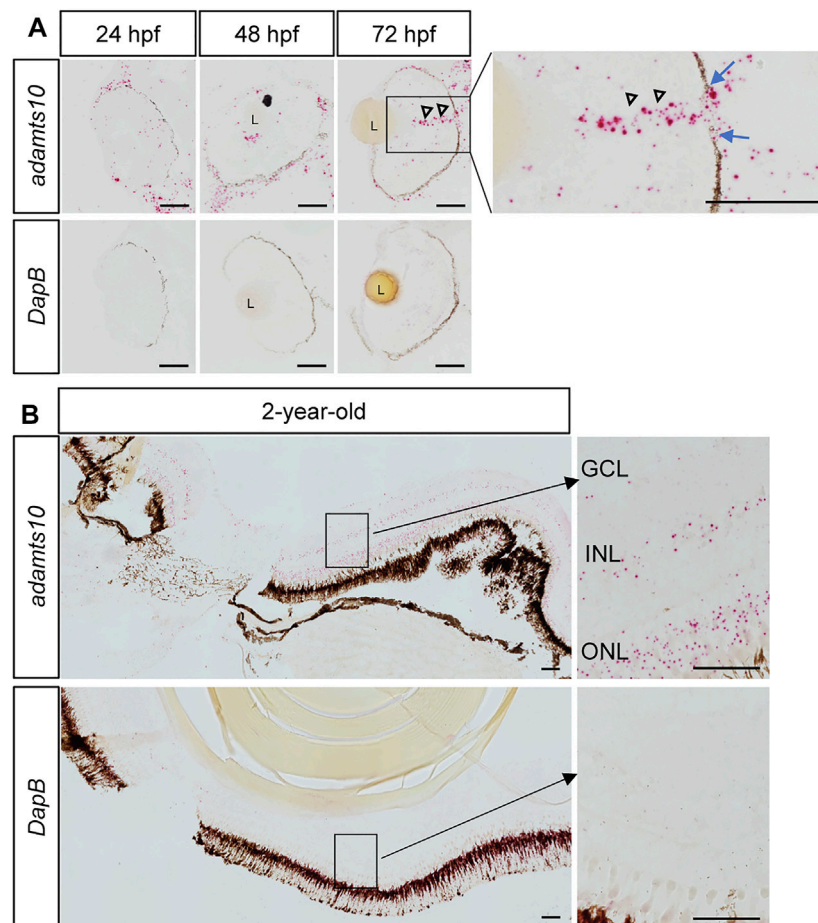 A
24 hpf
48 hpf
72 hpf
adamts10
L
L
DapB
L
L
B
2-year-old
adamts10
GCL
INL
ONL
DapB